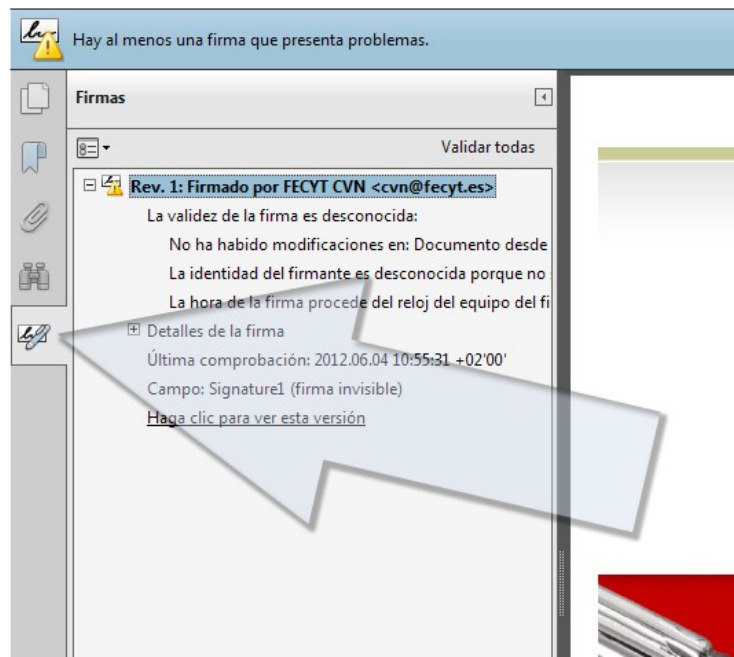 Hay al menos una firma que presenta problemas.
Firmas
Validar todas
Rev. 1: Firmado por FECYT CVN <cvn@fecyt.es>
La validez de la firma es desconocida:
No ha habido modificaciones en: Documento desde
La identidad del firmante es desconocida porque no
La hora de la firma procede del reloj del equipo del fi
Detalles de la firma
Última comprobación: 2012.06.04 10:55:31 +02'00'
Campo: Signature1 (firma invisible)
Haga clic para ver esta versión